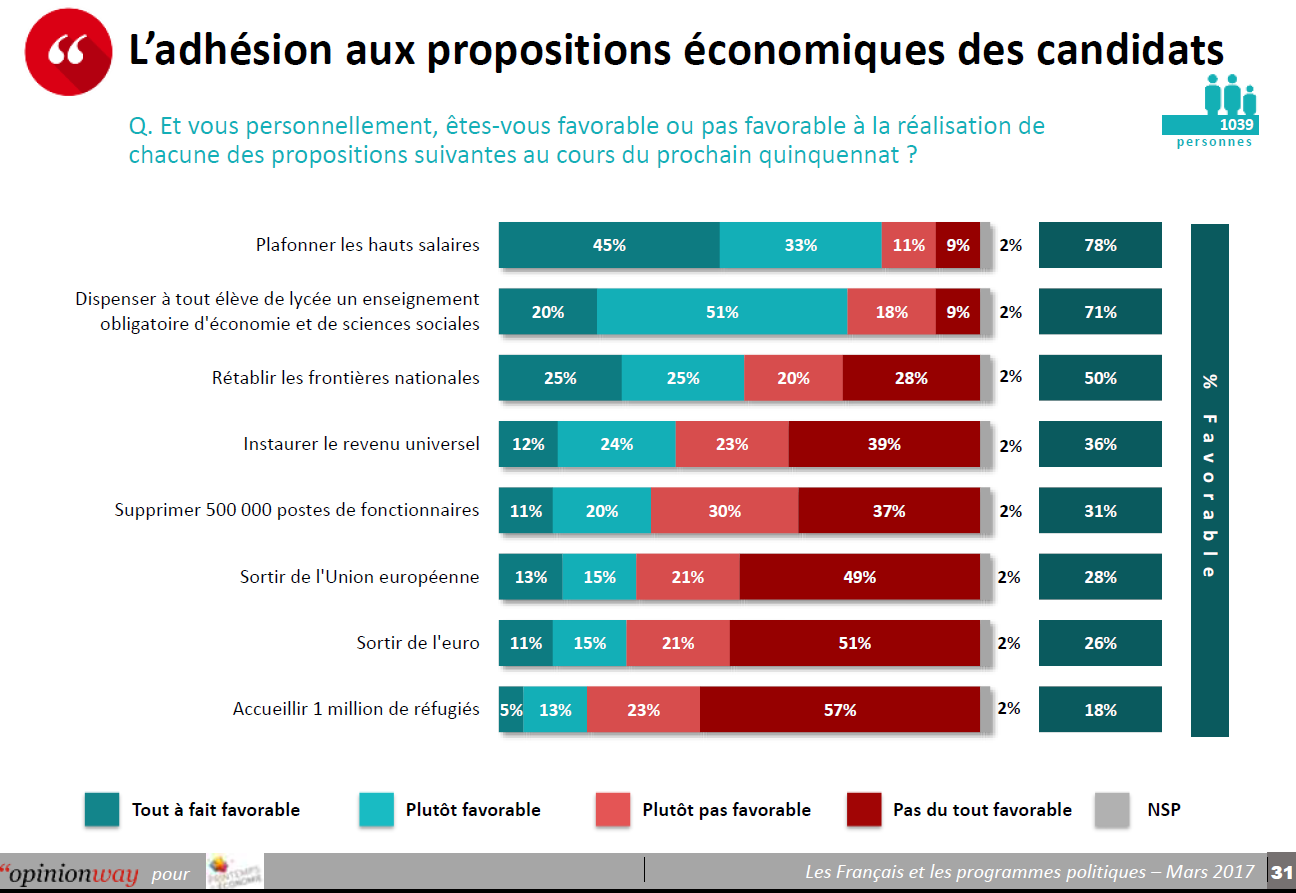 “
L’adhésion aux propositions économiques des candidats
Q. Et vous personnellement, êtes-vous favorable ou pas favorable à la réalisation de
chacune des propositions suivantes au cours du prochain quinquennat ?
1039
personnes
Plafonner les hauts salaires 45% 33% 11% 9% 2% 78%
Dispenser à tout élève de lycée un enseignement
obligatoire d'économie et de sciences sociales 20% 51% 18% 9% 2% 71%
Rétablir les frontières nationales 25% 25% 20% 28% 2% 50%
Instaurer le revenu universel 12% 24% 23% 39% 2% 36%
Supprimer 500 000 postes de fonctionnaires 11% 20% 30% 37% 2% 31%
Sortir de l'Union européenne 13% 15% 21% 49% 2% 28%
Sortir de l'euro 11% 15% 21% 51% 2% 26%
Accueillir 1 million de réfugiés 5% 13% 23% 57% 2% 18%
% Favorable
Tout à fait favorable Plutôt favorable Plutôt pas favorable Pas du tout favorable NSP
“opinionway pour PRINTEMPS
ÉCONOMIE
Les Français et les programmes politiques – Mars 2017 31